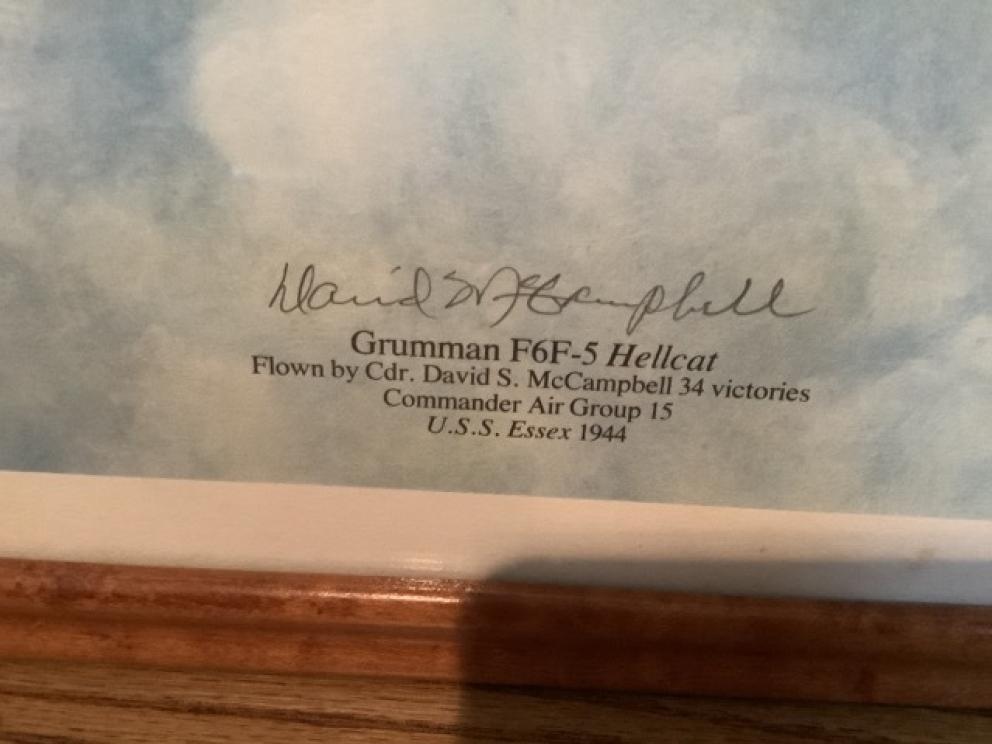 David S McCampbell
Grumman F6F-5 Hellcat
Flown by Cdr. David S. McCampbell 34 victories
Commander Air Group 15
U.S.S. Essex 1944